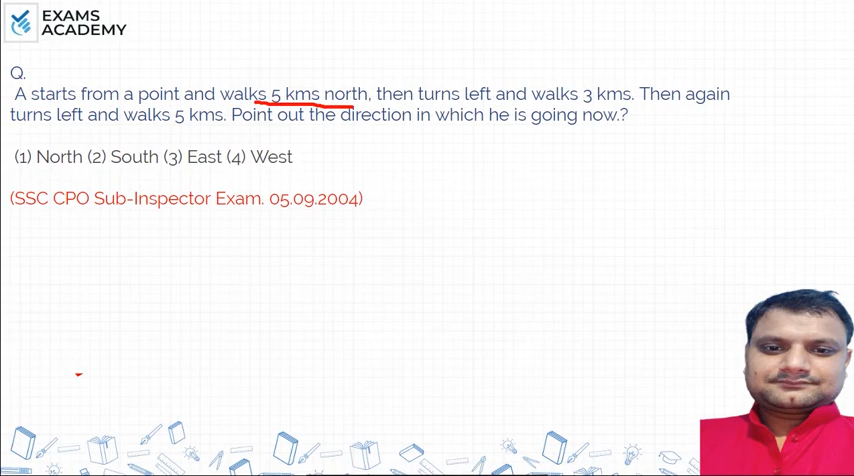 EXAMS
ACADEMY
Q.
A starts from a point and walks 5 kms north, then turns left and walks 3 kms. Then again
turns left and walks 5 kms. Point out the direction in which he is going now.?
(1) North (2) South (3) East (4) West
(SSC CPO Sub-Inspector Exam. 05.09.2004)